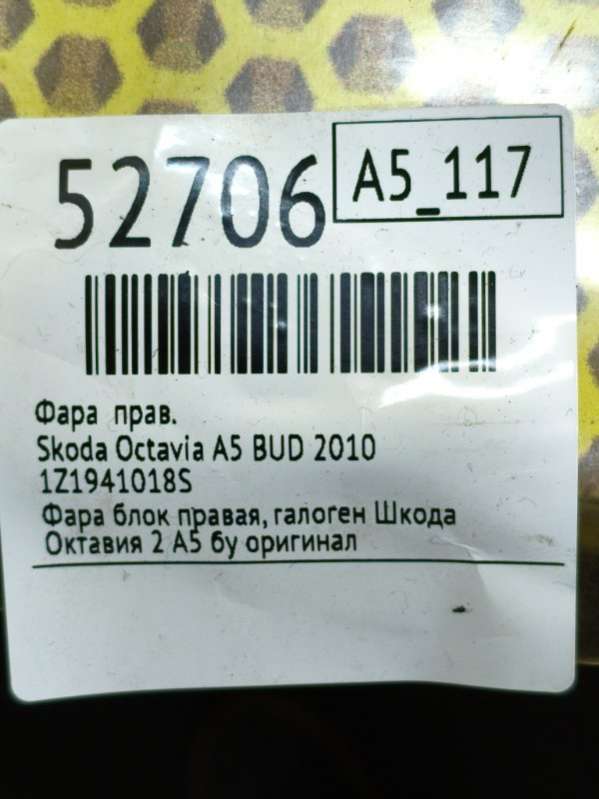 52706
A5_117
Фара прав.
Skoda Octavia A5 BUD 2010
1Z1941018S
Фара блок правая, галоген Шкода
Октавия 2 А5 бу оригинал